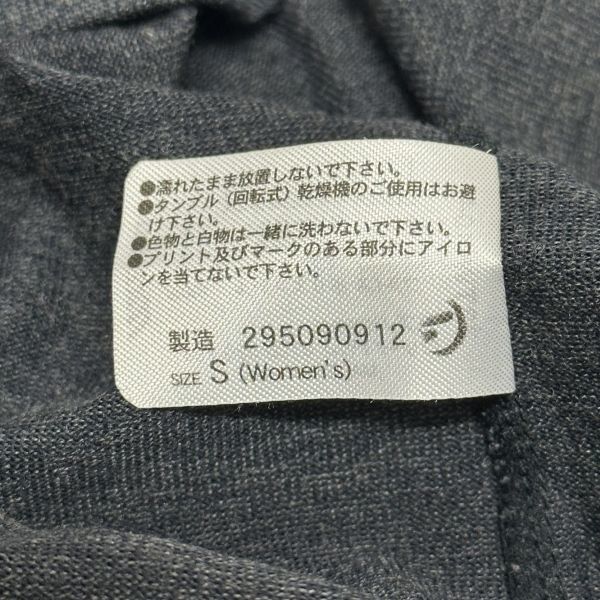 ●濡れたまま放置しないで下さい。
●タンブル（回転式）乾燥機のご使用はお避
け下さい。
●色物と白物は一緒に洗わないで下さい。
●プリント及びマークのある部分にアイロ
ンを当てないで下さい。
製造 295090912
SIZE S (Women's)